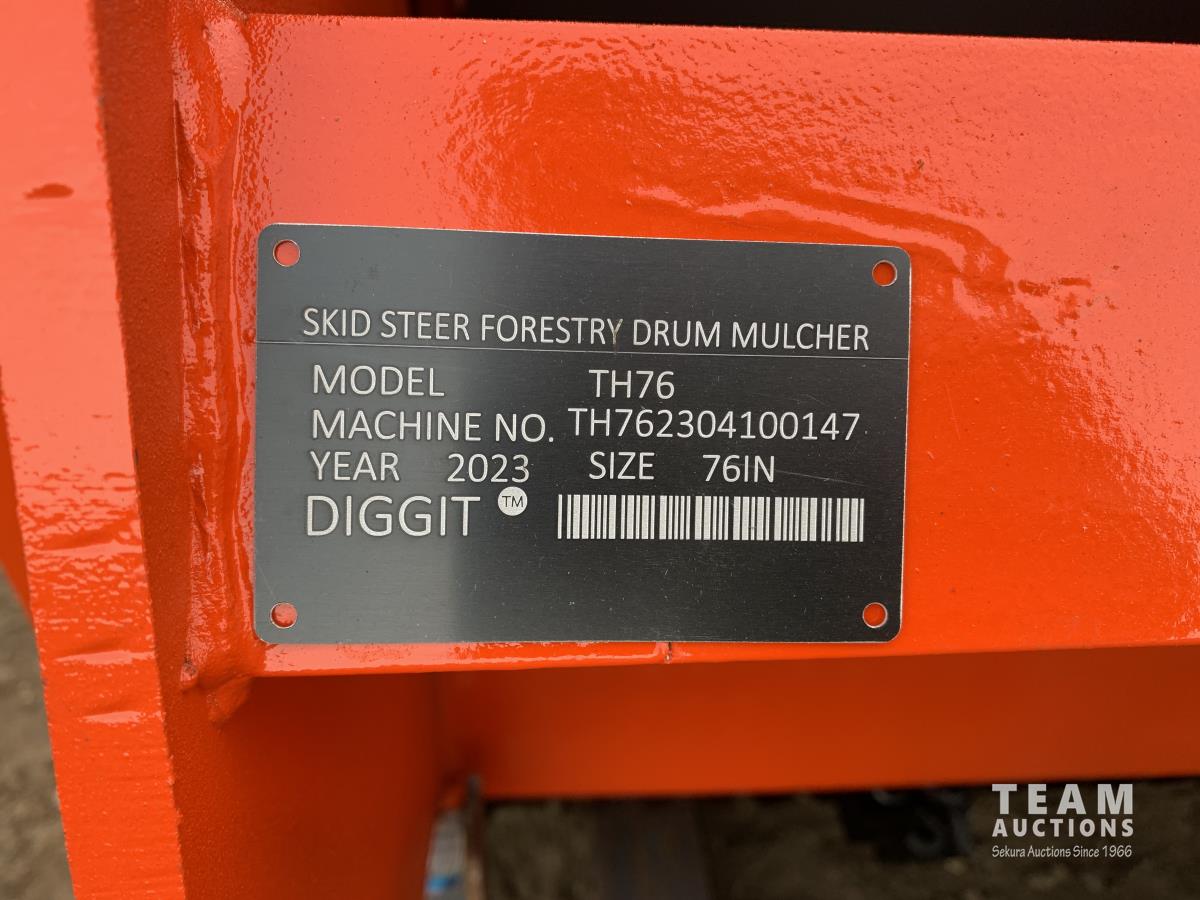 SKID STEER FORESTRY DRUM MULCHER
MODEL TH76
MACHINE NO. TH762304100147
YEAR 2023 SIZE 76IN
DIGGIT TM
TEAM
AUCTIONS
Sekura Auctions Since 1966